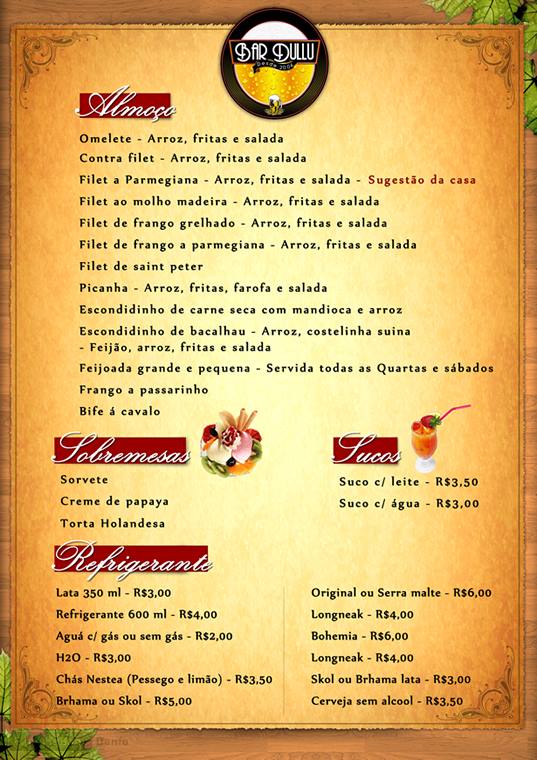 BAR DULLU
Desde 2004
Almoço
Omelete - Arroz, fritas e salada
Contra filet - Arroz, fritas e salada
Filet a Parmegiana - Arroz, fritas e salada - Sugestão da casa
Filet ao molho madeira - Arroz, fritas e salada
Filet de frango grelhado - Arroz, fritas e salada
Filet de frango a parmegiana - Arroz, fritas e salada
Filet de saint peter
Picanha - Arroz, fritas, farofa e salada
Escondidinho de carne seca com mandioca e arroz
Escondidinho de bacalhau - Arroz, costelinha suina
- Feijão, arroz, fritas e salada
Feijoada grande e pequena - Servida todas as Quartas e sábados
Frango a passarinho
Bife á cavalo
Sobremesas
Sorvete
Creme de papaya
Torta Holandesa
Sucos
Suco c/ leite - R$3,50
Suco c/ água - R$3,00
Refrigerante
Lata 350 ml - R$3,00
Refrigerante 600 ml - R$4,00
Aguá c/ gás ou sem gás - R$2,00
H2O - R$3,00
Chás Nestea (Pessego e limão) - R$3,50
Brhama ou Skol - R$5,00
Original ou Serra malte - R$6,00
Longneak - R$4,00
Bohemia - R$6,00
Longneak - R$4,00
Skol ou Brhama lata - R$3,00
Cerveja sem alcool - R$3,50